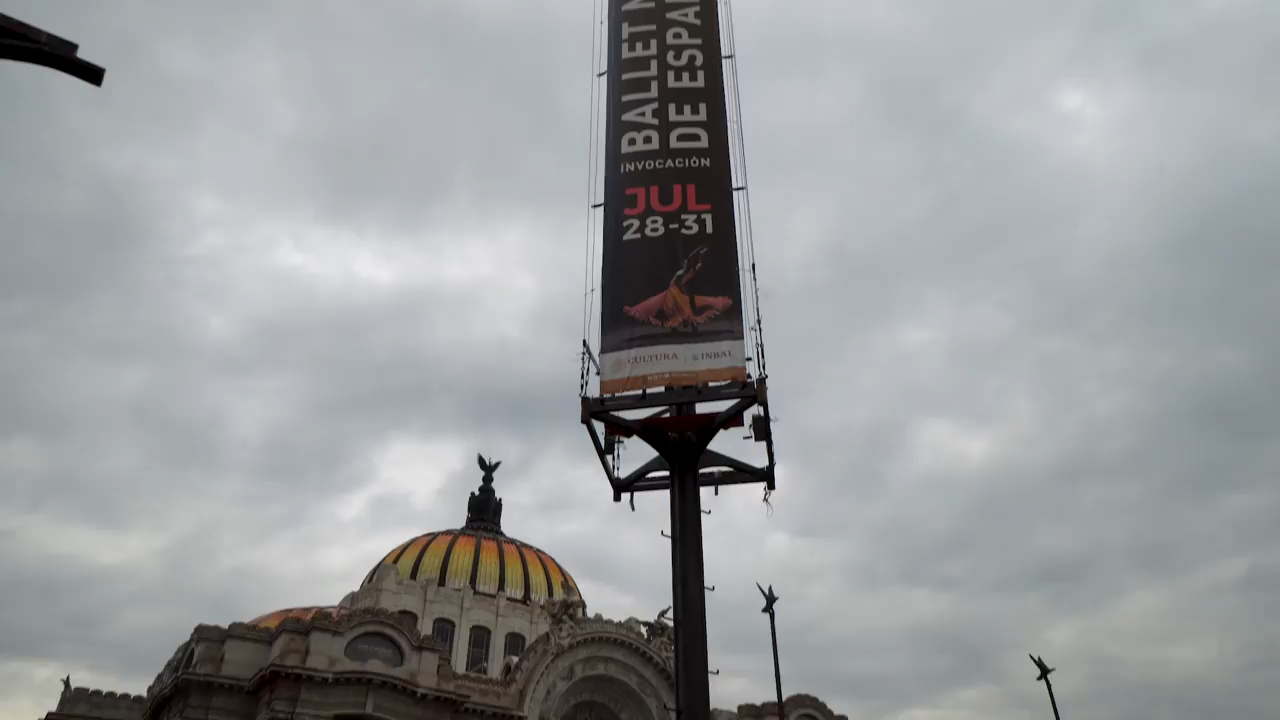 BALLET N
DE ESPA
INVOCACIÓN
JUL
28-31
CULTURA
INBAL